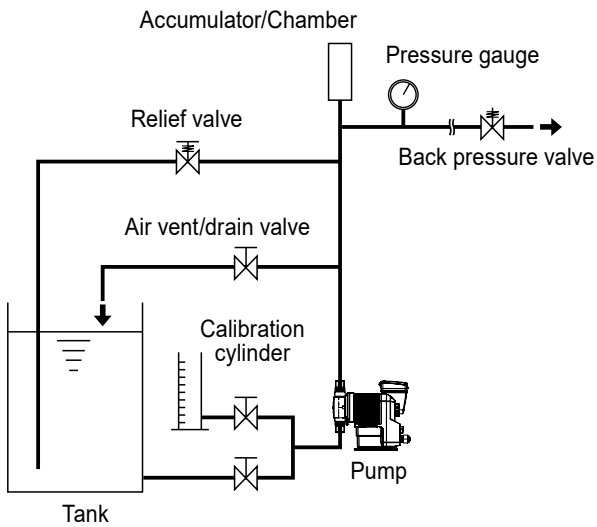 Accumulator/Chamber
Pressure gauge
Relief valve
Back pressure valve
Air vent/drain valve
Calibration
cylinder
Pump
Tank